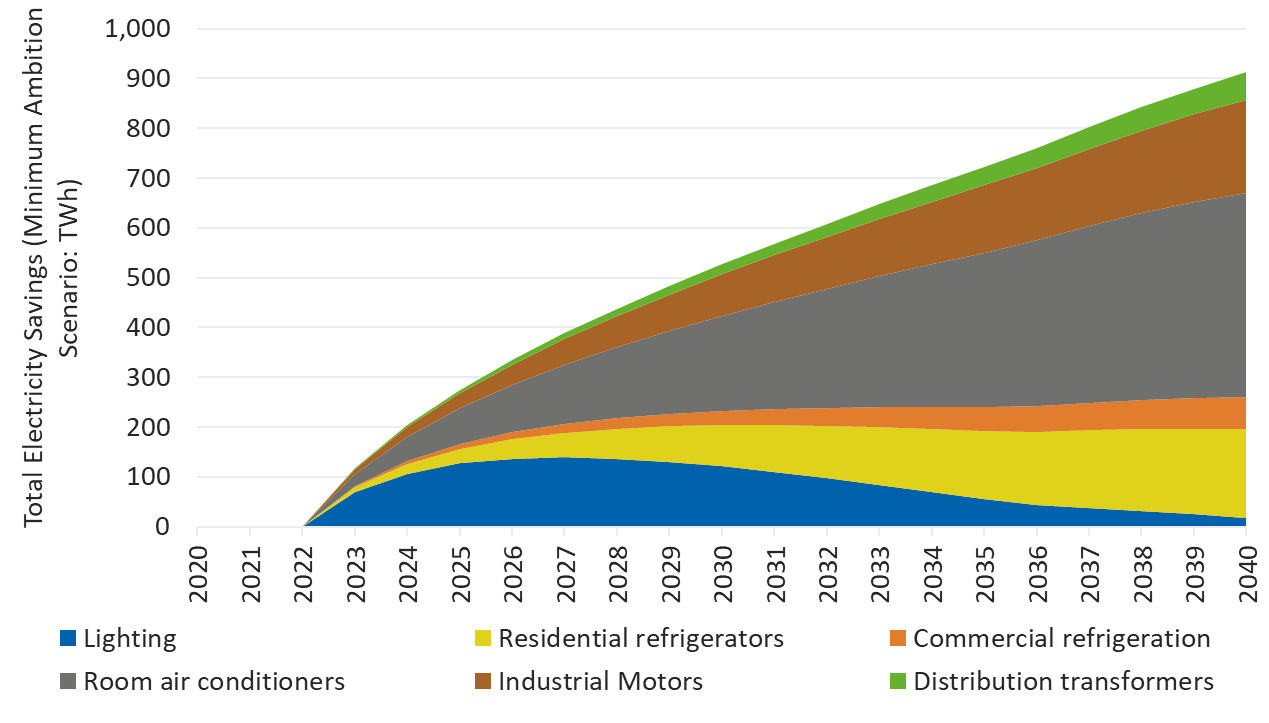 Total Electricity Savings (Minimum Ambition
Scenario: TWh)
1,000
900
800
700
600
500
400
300
200
100
0
2020 2021 2022 2023 2024 2025 2026 2027 2028 2029 2030 2031 2032 2033 2034 2035 2036 2037 2038 2039 2040
Lighting Residential refrigerators Commercial refrigeration
Room air conditioners Industrial Motors Distribution transformers